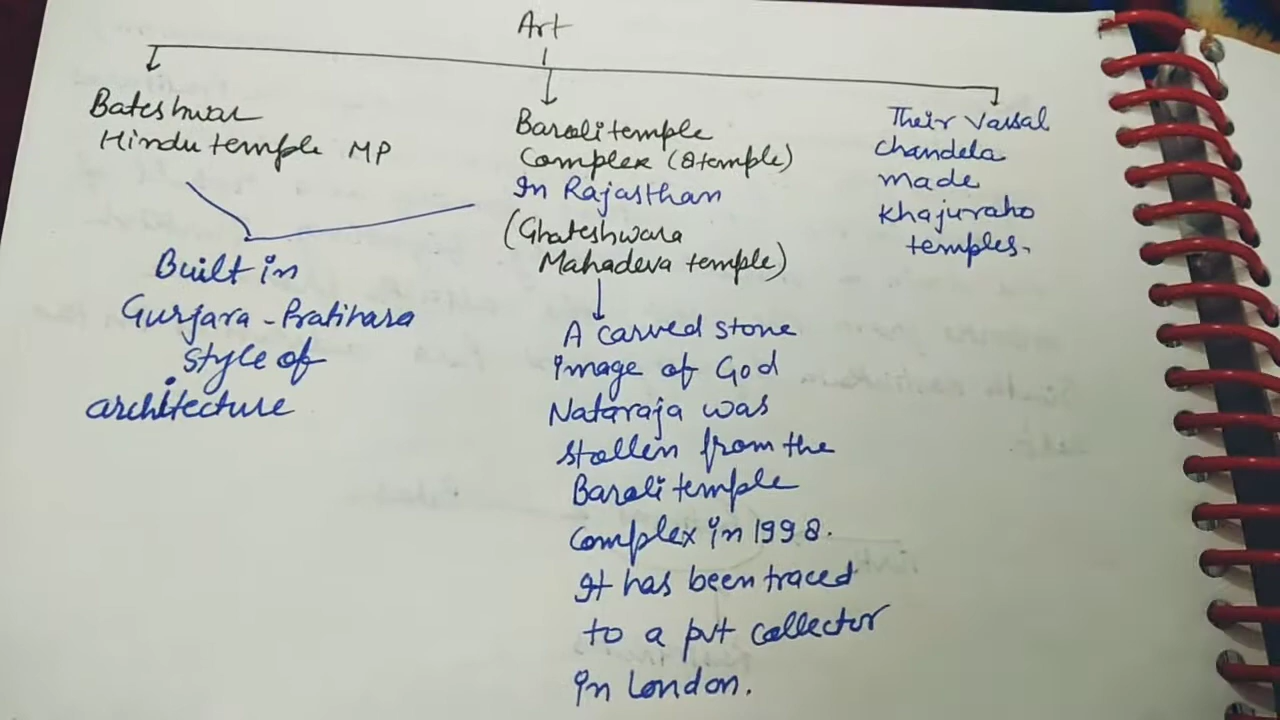 Art
Bateshwar
Hindu temple MP
Built in
Gurjara-Pratihara
style of
architecture
Baroli temple
Complex (8 temple)
In Rajasthan
(Ghateshwara
Mahadeva temple)
A carved stone
image of God
Nataraja was
stollen from the
Baroli temple
complex in 1998.
It has been traced
to a pvt collector
in London.
Their Vassal
Chandela
made
Khajuraho
temples.